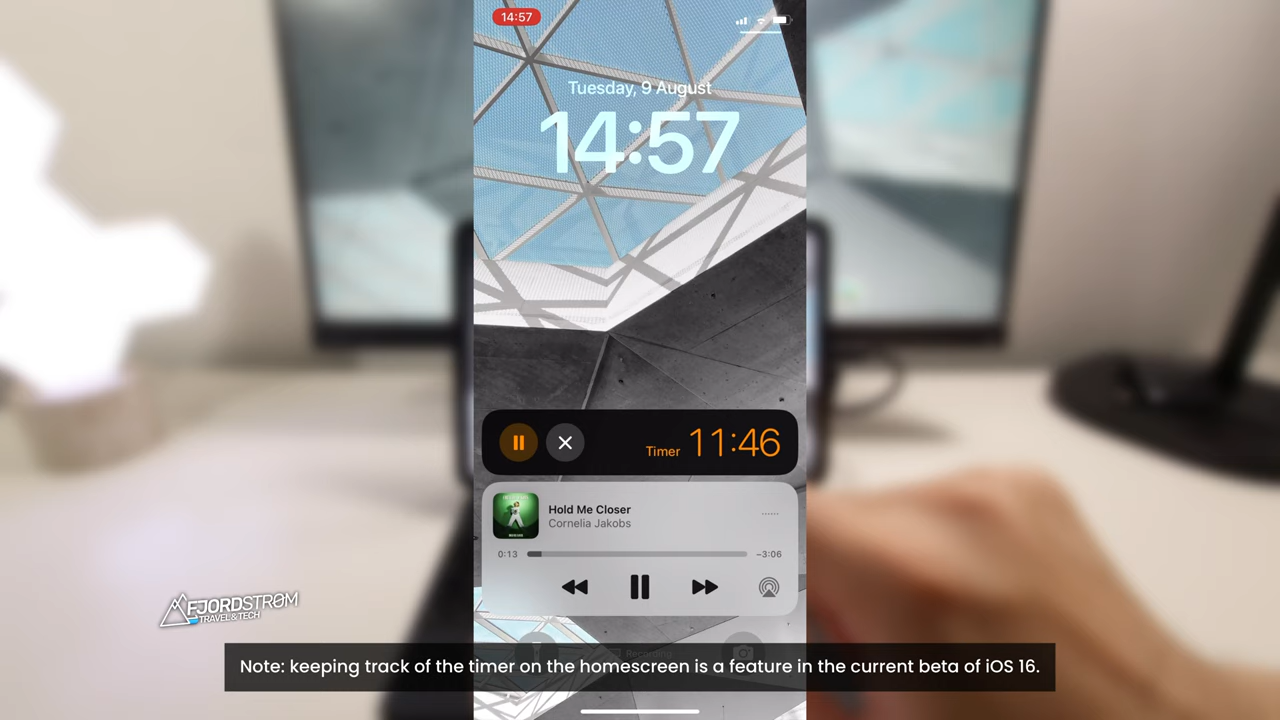 14:57
Tuesday, 9 August
14:57
Timer 11:46
Hold Me Closer
Cornelia Jakobs
0:13
-3:06
FJORDSTRØM
TRAVEL & TECH
Recording
Note: keeping track of the timer on the homescreen is a feature in the current beta of iOS 16.